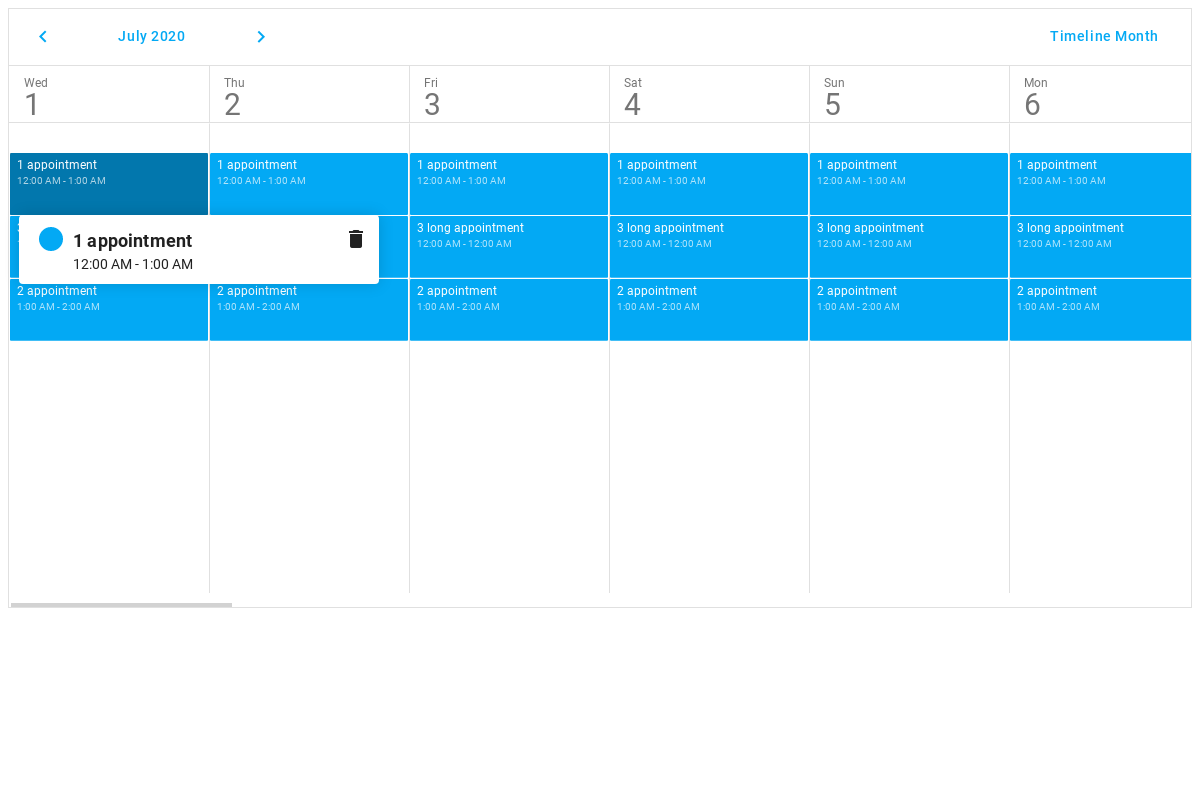 July 2020
Timeline Month
Wed
1
Thu
2
Fri
3
Sat
4
Sun
5
Mon
6
1 appointment
12:00 AM - 1:00 AM
1 appointment
12:00 AM - 1:00 AM
1 appointment
12:00 AM - 1:00 AM
1 appointment
12:00 AM - 1:00 AM
1 appointment
12:00 AM - 1:00 AM
1 appointment
12:00 AM - 1:00 AM
1 appointment
12:00 AM - 1:00 AM
3 long appointment
12:00 AM - 12:00 AM
3 long appointment
12:00 AM - 12:00 AM
3 long appointment
12:00 AM - 12:00 AM
3 long appointment
12:00 AM - 12:00 AM
2 appointment
1:00 AM - 2:00 AM
2 appointment
1:00 AM - 2:00 AM
2 appointment
1:00 AM - 2:00 AM
2 appointment
1:00 AM - 2:00 AM
2 appointment
1:00 AM - 2:00 AM
2 appointment
1:00 AM - 2:00 AM